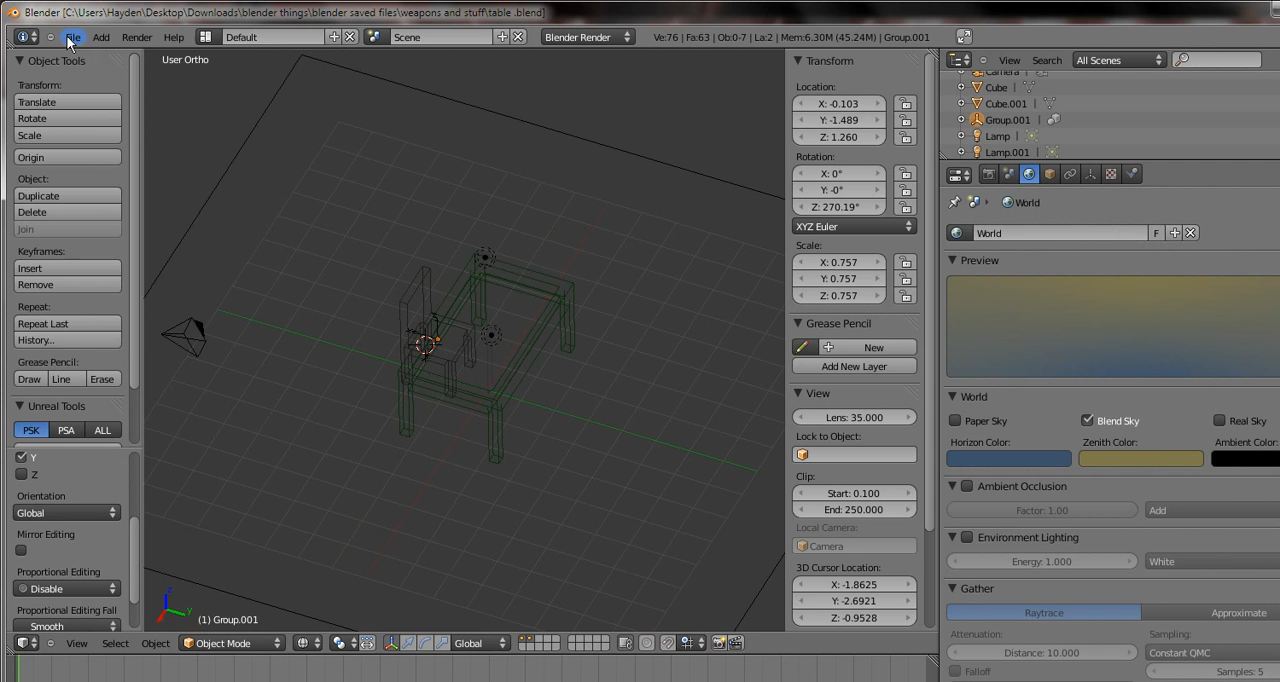 Blender [C:\Users\Hayden\Desktop\Downloads\blender things\blender saved files\weapons and stuff\table .blend]
File Add Render Help Default Scene Blender Render Ve:76 | Fa:63 | Ob:0-7 | La:2 | Mem:6.30M (45.24M) | Group.001
Object Tools
Transform:
Translate
Rotate
Scale
Origin
Object:
Duplicate
Delete
Join
Keyframes:
Insert
Remove
Repeat:
Repeat Last
History...
Grease Pencil:
Draw Line Erase
Unreal Tools
PSK PSA ALL
Y
Z
Orientation
Global
Mirror Editing
Proportional Editing
Disable
Proportional Editing Fall
Smooth
User Ortho
z
y
(1) Group.001
View Select Object Object Mode Global
Transform
Location:
X: -0.103
Y: -1.489
Z: 1.260
Rotation:
X: 0°
Y: -0°
Z: 270.19°
XYZ Euler
Scale:
X: 0.757
Y: 0.757
Z: 0.757
Grease Pencil
New
Add New Layer
View
Lens: 35.000
Lock to Object:
Clip:
Start: 0.100
End: 250.000
Local Camera:
Camera
3D Cursor Location:
X: -1.8625
Y: -2.6921
Z: -0.9528
View Search All Scenes
Camera
Cube
Cube.001
Group.001
Lamp
Lamp.001
World
World F
Preview
World
Paper Sky Blend Sky Real Sky
Horizon Color: Zenith Color: Ambient Color:
Ambient Occlusion
Factor: 1.00 Add
Environment Lighting
Energy: 1.000 White
Gather
Raytrace Approximate
Attenuation: Sampling:
Distance: 10.000 Constant QMC
Falloff Samples: 5